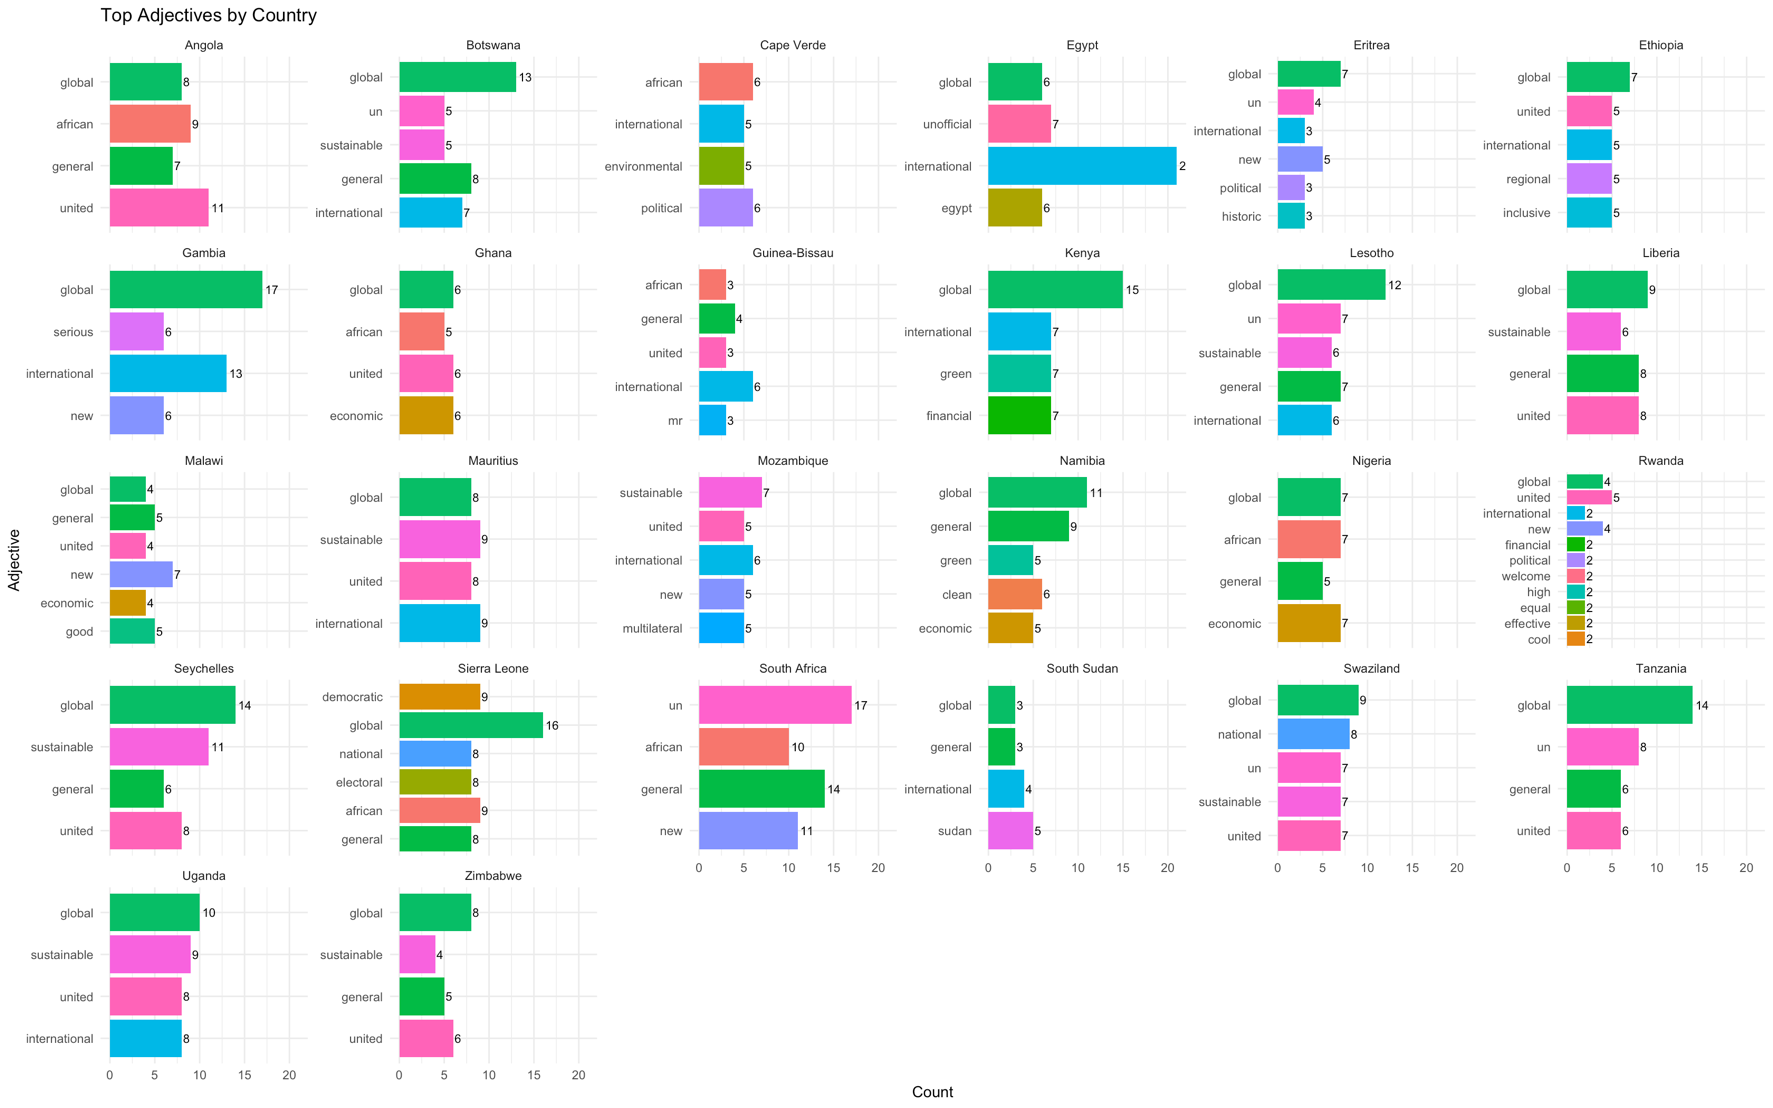 Top Adjectives by Country
Angola
global 8
african 9
general 7
united 11
Botswana
global 13
un 5
sustainable 5
general 8
international 7
Cape Verde
african 6
international 5
environmental 5
political 6
Egypt
global 6
unofficial 7
international 2
egypt 6
Eritrea
global 7
un 4
international 3
new 5
political 3
historic 3
Ethiopia
global 7
united 5
international 5
regional 5
inclusive 5
Gambia
global 17
serious 6
international 13
new 6
Ghana
global 6
african 5
united 6
economic 6
Guinea-Bissau
african 3
general 4
united 3
international 6
mr 3
Kenya
global 15
international 7
green 7
financial 7
Lesotho
global 12
un 7
sustainable 6
general 7
international 6
Liberia
global 9
sustainable 6
general 8
united 8
Adjective
Malawi
global 4
general 5
united 4
new 7
economic 4
good 5
Mauritius
global 8
sustainable 9
united 8
international 9
Mozambique
sustainable 7
united 5
international 6
new 5
multilateral 5
Namibia
global 11
general 9
green 5
clean 6
economic 5
Nigeria
global 7
african 7
general 5
economic 7
Rwanda
global 4
united 5
international 2
new 4
financial 2
political 2
welcome 2
high 2
equal 2
effective 2
cool 2
Seychelles
global 14
sustainable 11
general 6
united 8
Sierra Leone
democratic 9
global 16
national 8
electoral 8
african 9
general 8
South Africa
un 17
african 10
general 14
new 11
0 5 10 15 20
South Sudan
global 3
general 3
international 4
sudan 5
0 5 10 15 20
Swaziland
global 9
national 8
un 7
sustainable 7
united 7
0 5 10 15 20
Tanzania
global 14
un 8
general 6
united 6
0 5 10 15 20
Uganda
global 10
sustainable 9
united 8
international 8
0 5 10 15 20
Zimbabwe
global 8
sustainable 4
general 5
united 6
0 5 10 15 20
Count